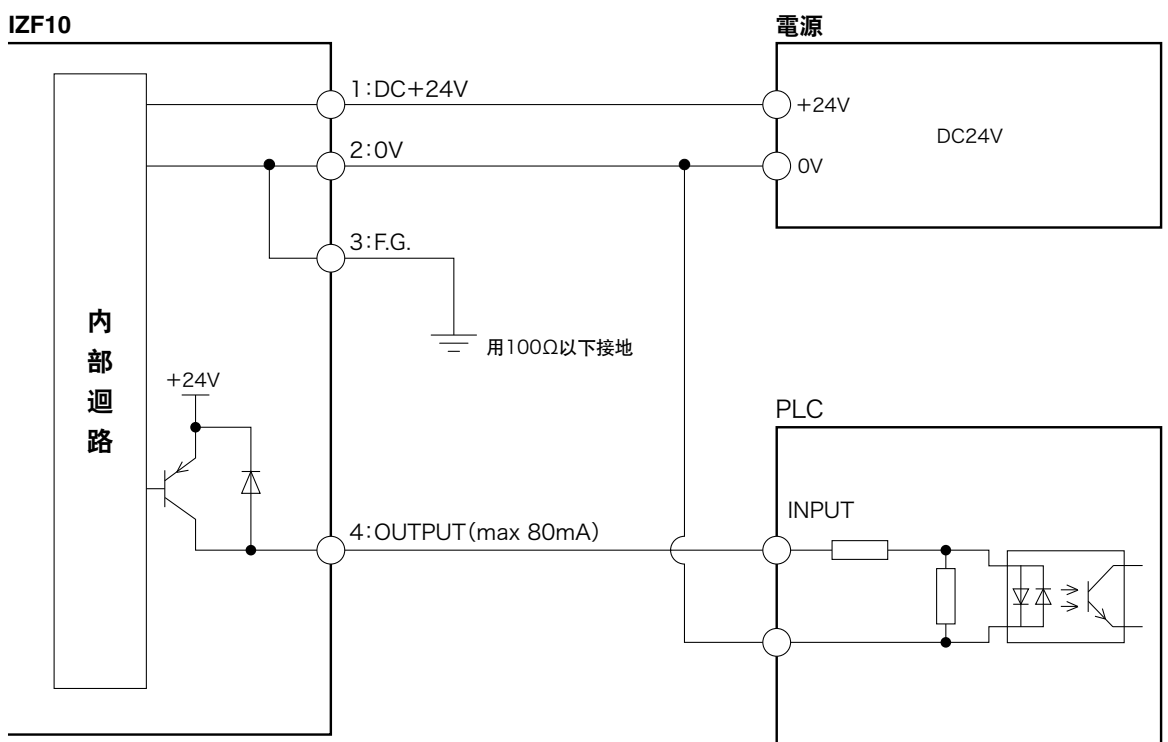 IZF10
電源
1:DC+24V
+24V
DC24V
2:0V
0V
3:F.G.
用100Ω以下接地
内部迴路
+24V
PLC
INPUT
4:OUTPUT(max 80mA)